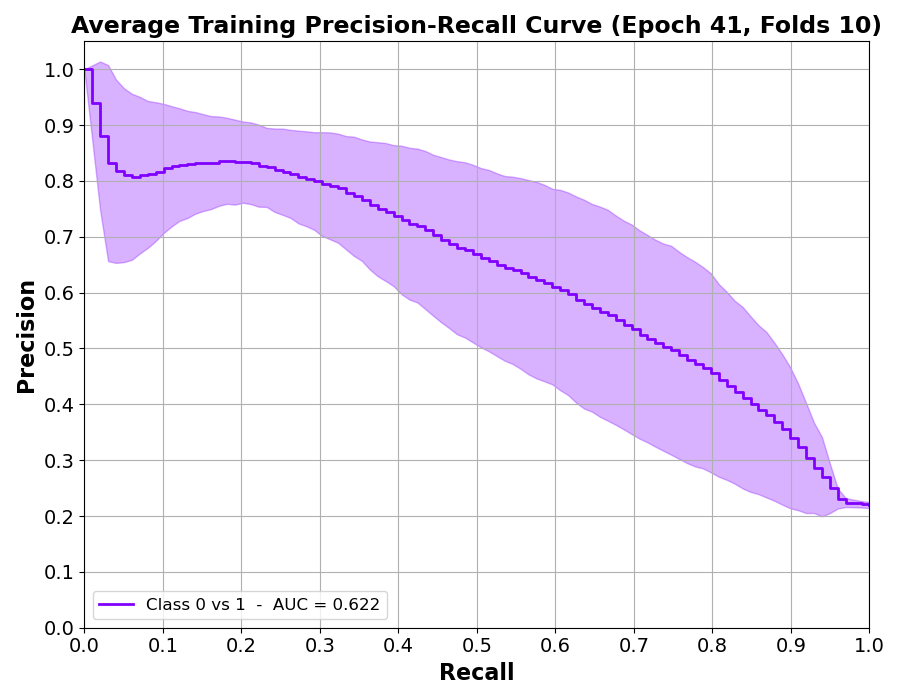 Average Training Precision-Recall Curve (Epoch 41, Folds 10)
Precision
1.0
0.9
0.8
0.7
0.6
0.5
0.4
0.3
0.2
0.1
0.0
Class 0 vs 1 - AUC = 0.622
0.0 0.1 0.2 0.3 0.4 0.5 0.6 0.7 0.8 0.9 1.0
Recall